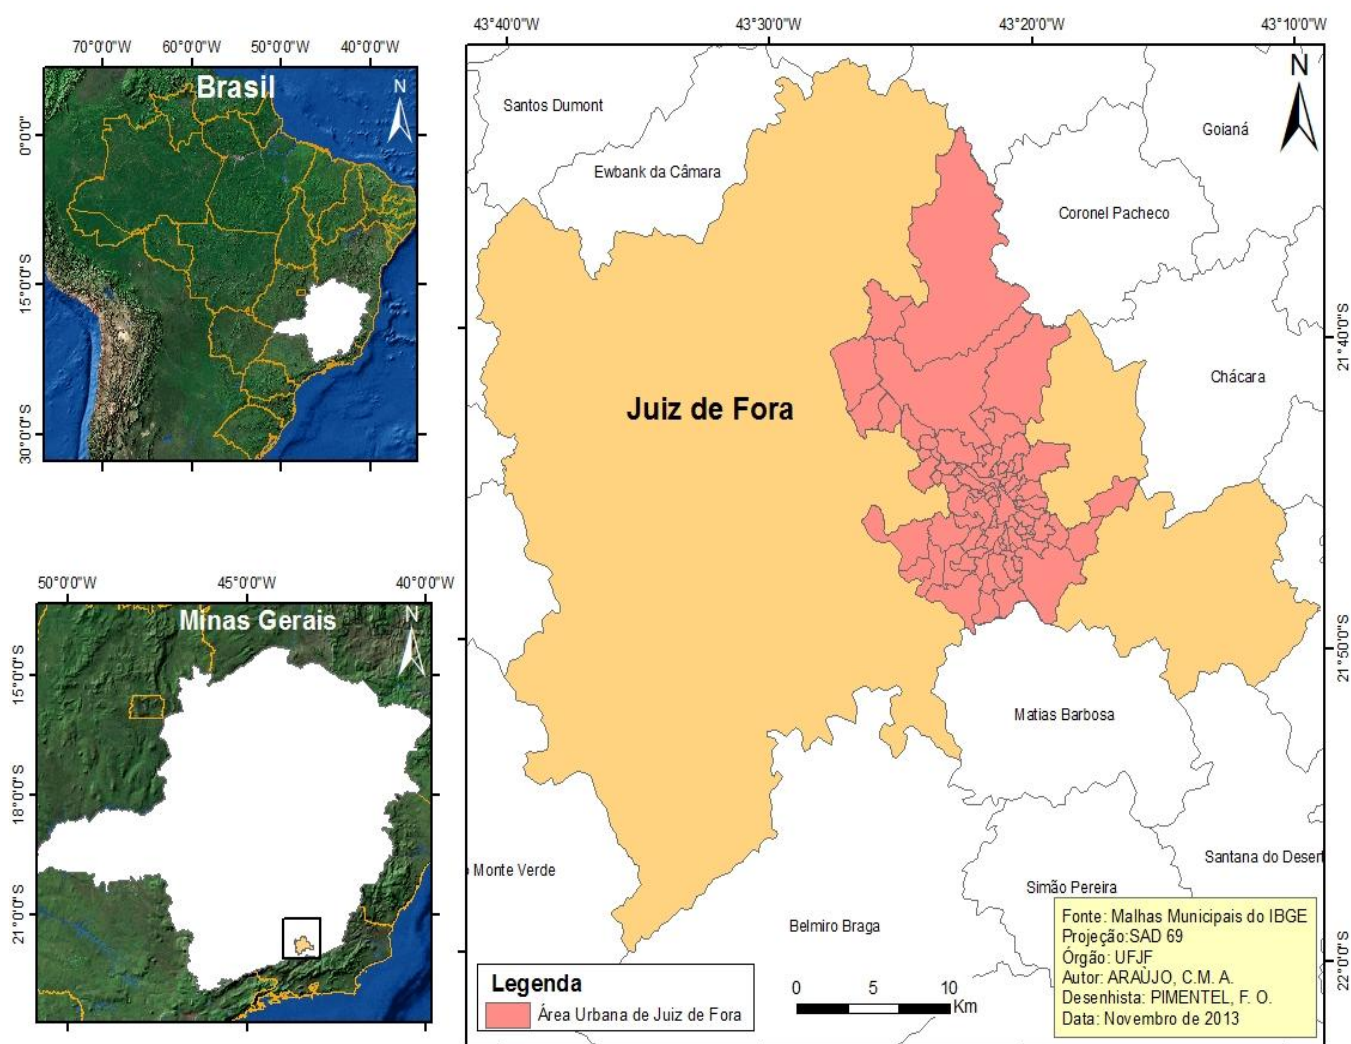 70°0'0"W 60°0'0"W 50°0'0"W 40°0'0"W
Brasil
N
0°0'0"
15°0'0"S
30°0'0"S
50°0'0"W 45°0'0"W 40°0'0"W
Minas Gerais
N
15°0'0"S
18°0'0"S
21°0'0"S
43°40'0"W 43°30'0"W 43°20'0"W 43°10'0"W
N
Santos Dumont
Goianá
Ewbank da Câmara
Coronel Pacheco
21°40'0"S
Chácara
Juiz de Fora
21°50'0"S
Matias Barbosa
Santana do Desert
Monte Verde
Simão Pereira
Belmiro Braga
22°0'0"S
Legenda
Área Urbana de Juiz de Fora
0 5 10
Km
Fonte: Malhas Municipais do IBGE
Projeção:SAD 69
Órgão: UFJF
Autor: ARAÙJO, C.M. A.
Desenhista: PIMENTEL, F. O.
Data: Novembro de 2013